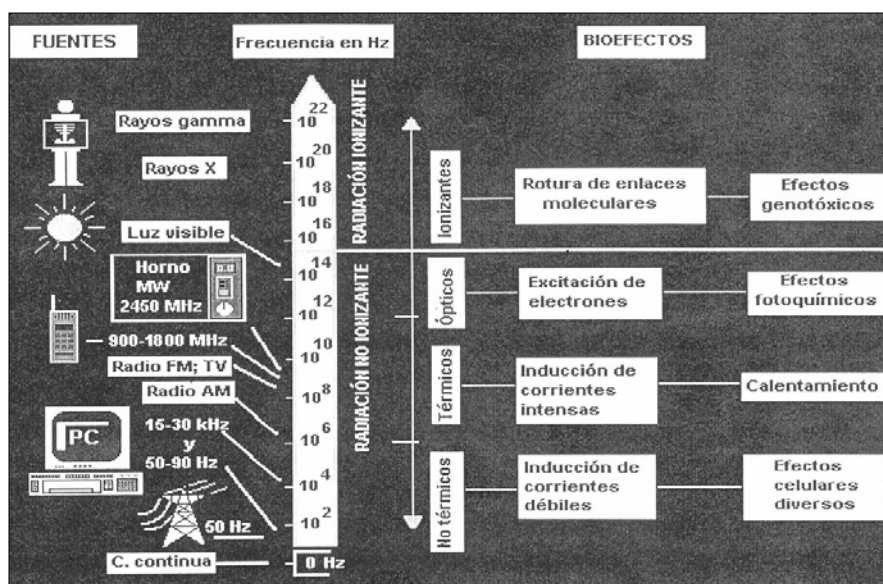 FUENTES
Frecuencia en Hz
BIOEFECTOS
Rayos gamma
Rayos X
Luz visible
Horno
MW
2450 MHz
900-1800 MHz
Radio FM; TV
Radio AM
PC
15-30 kHz
y
50-90 Hz
50 Hz
C. continua
10 22
10 20
10 18
10 16
10 14
10 12
10 10
10 8
10 6
10 4
10 2
0 Hz
RADIACIÓN IONIZANTE
RADIACIÓN NO IONIZANTE
Ionizantes
Rotura de enlaces
moleculares
Efectos
genotóxicos
Ópticos
Excitación de
electrones
Efectos
fotoquímicos
Térmicos
Inducción de
corrientes
intensas
Calentamiento
No térmicos
Inducción de
corrientes
débiles
Efectos
celulares
diversos